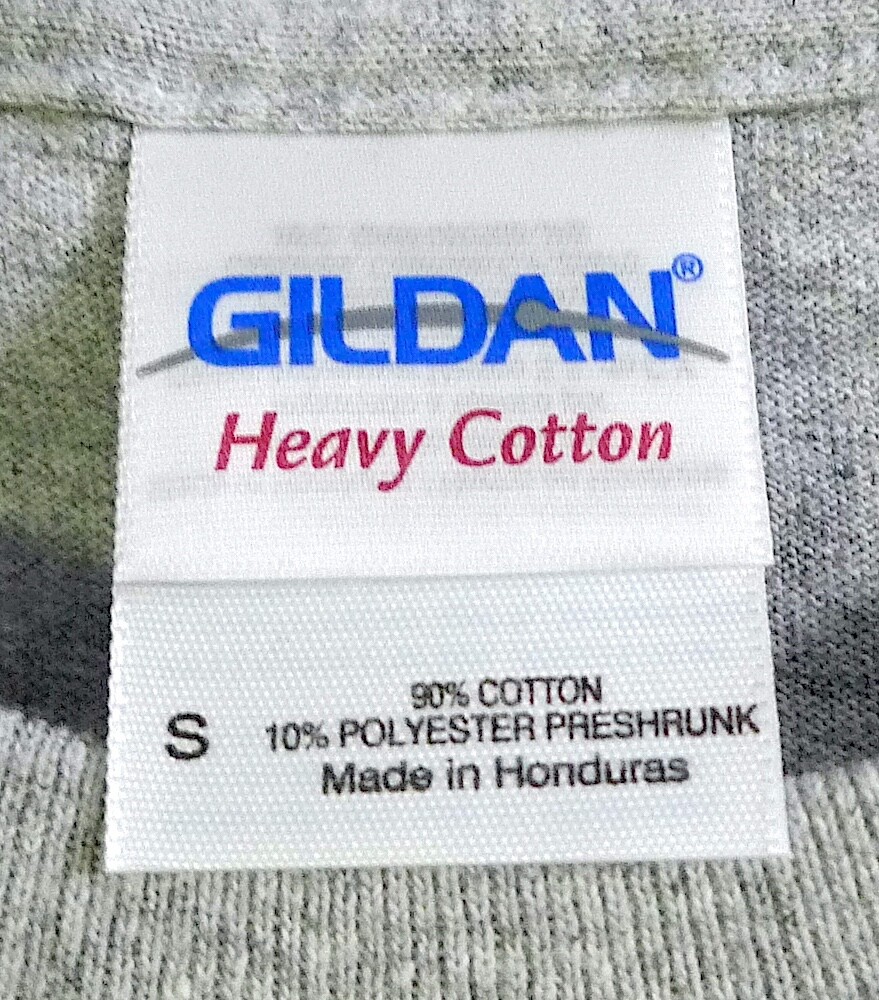 GILDAN®
Heavy Cotton
90% COTTON
S 10% POLYESTER PRESHRUNK
Made in Honduras